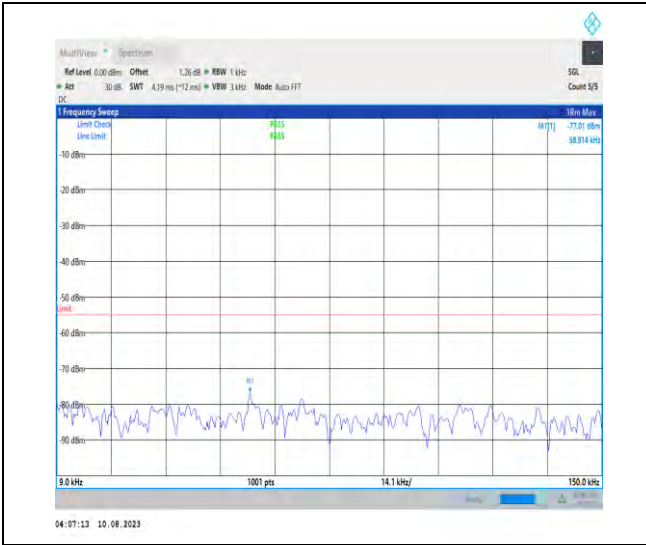 MultiView Spectrum
Ref Level 0.00 dBm Offset 1.26 dB RBW 1 kHz SGL
Att 30 dB SWT 4.19 ms (~12 ms) VBW 3 kHz Mode Auto FFT Count 5/5
DC
1 Frequency Sweep 1Rm Max
Limit Check PASS M1[1] -77.01 dBm
Line Limit PASS 58.914 kHz
-10 dBm
-20 dBm
-30 dBm
-40 dBm
-50 dBm
Limit
-60 dBm
-70 dBm
M1
-80 dBm
-90 dBm
9.0 kHz 1001 pts 14.1 kHz/ 150.0 kHz
Ready
04:07:13 10.08.2023